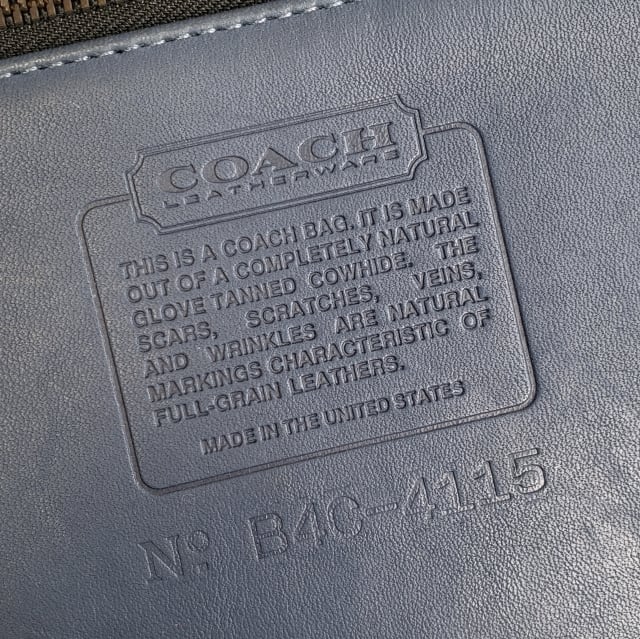 COACH
LEATHERWARE
THIS IS A COACH BAG. IT IS MADE
OUT OF A COMPLETELY NATURAL
GLOVE TANNED COWHIDE. THE
SCARS, SCRATCHES, VEINS,
AND WRINKLES ARE NATURAL
MARKINGS CHARACTERISTIC OF
FULL-GRAIN LEATHERS.
MADE IN THE UNITED STATES
Nº B4C-4115